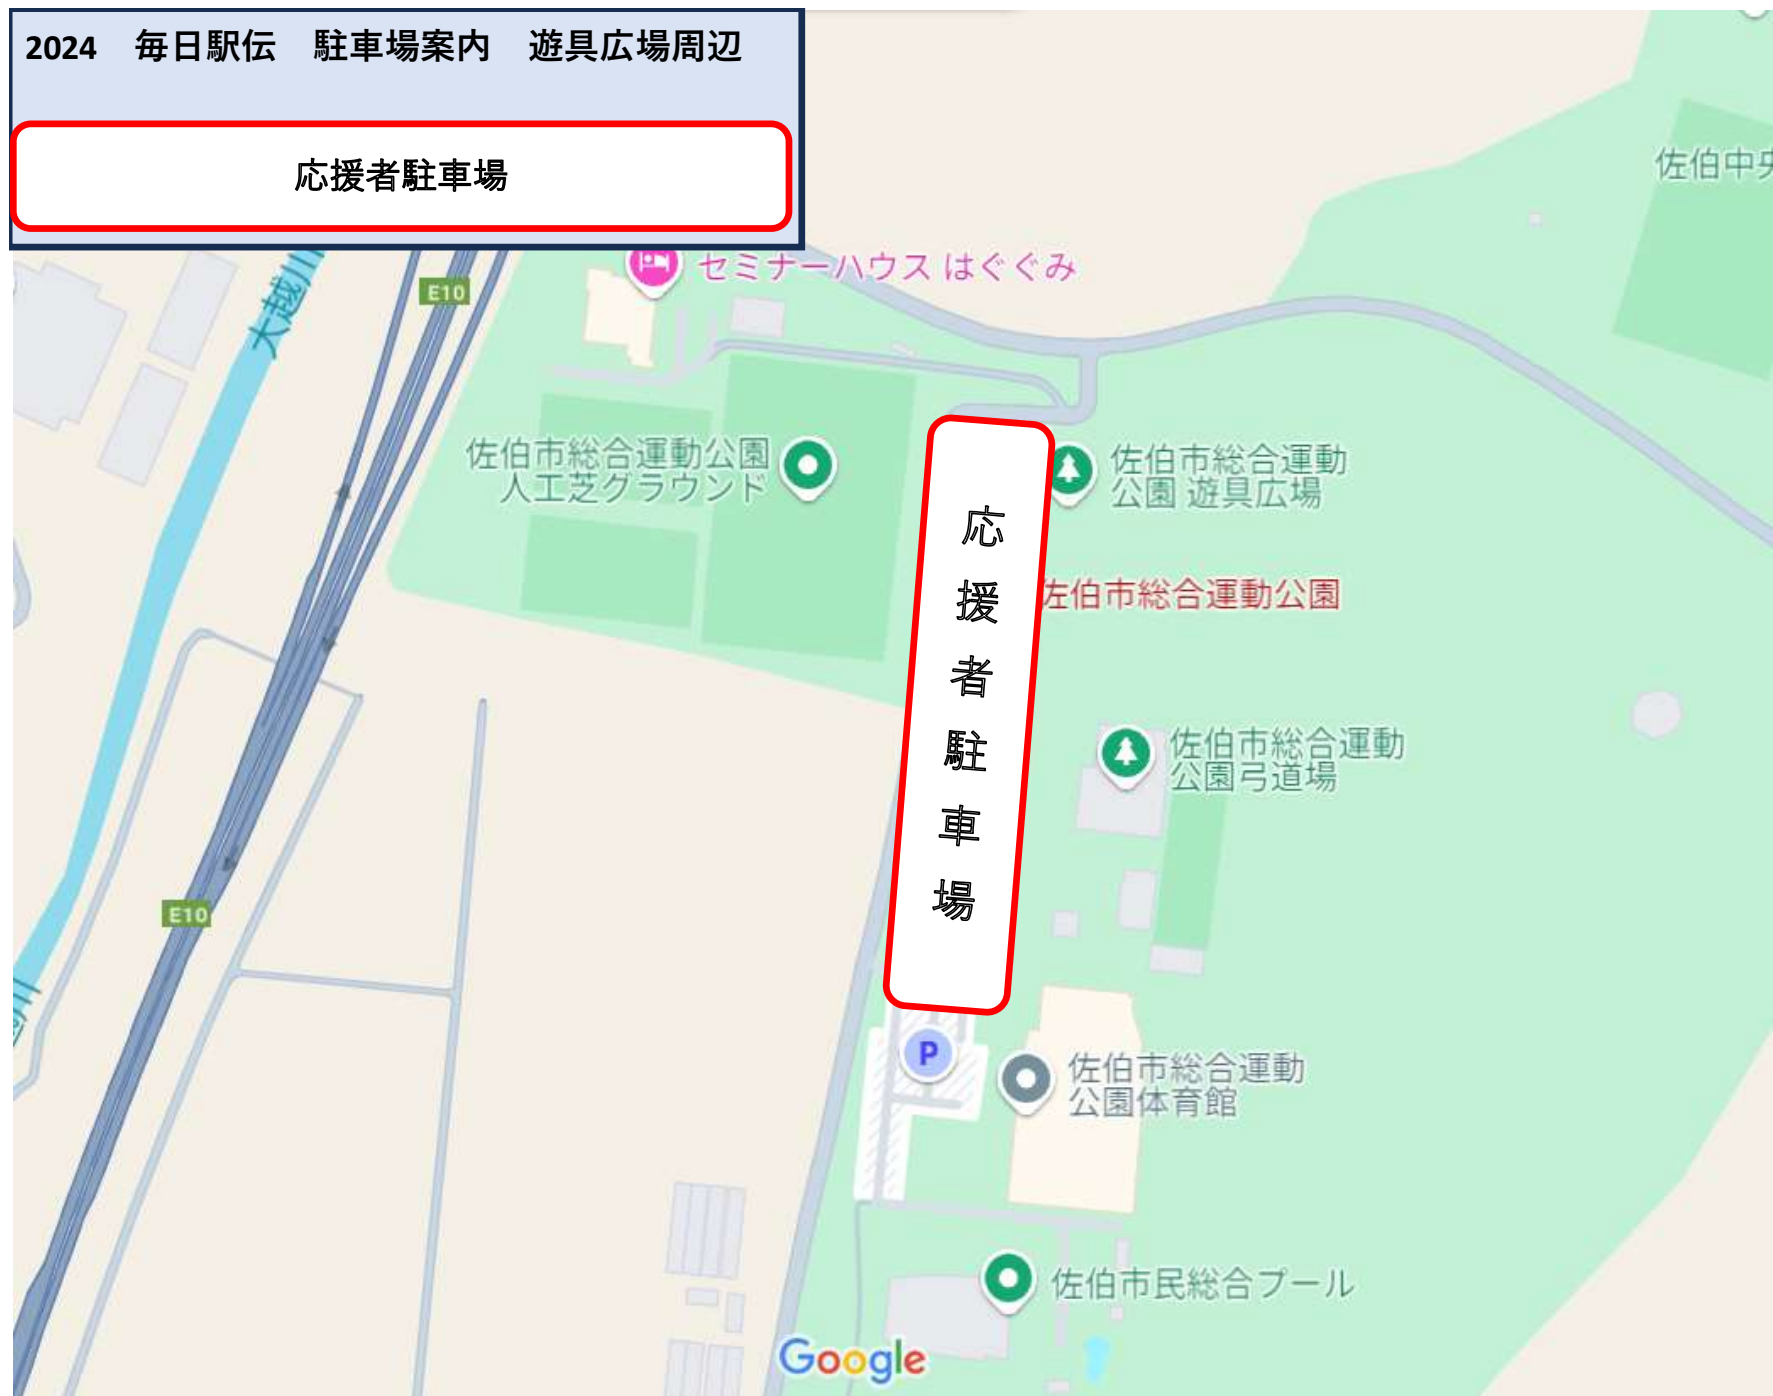 2024　毎日駅伝　駐車場案内　遊具広場周辺
応援者駐車場
佐伯中央
セミナーハウス はぐくみ
大越川
E10
佐伯市総合運動公園
人工芝グラウンド
佐伯市総合運動
公園 遊具広場
応援者駐車場
佐伯市総合運動公園
佐伯市総合運動
公園弓道場
E10
P
佐伯市総合運動
公園体育館
佐伯市民総合プール
Google